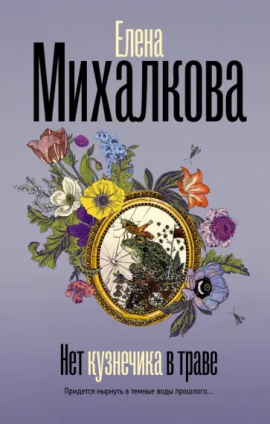 Елена
Михалкова
Нет кузнечика в траве
Придется нырнуть в темные воды прошлого...